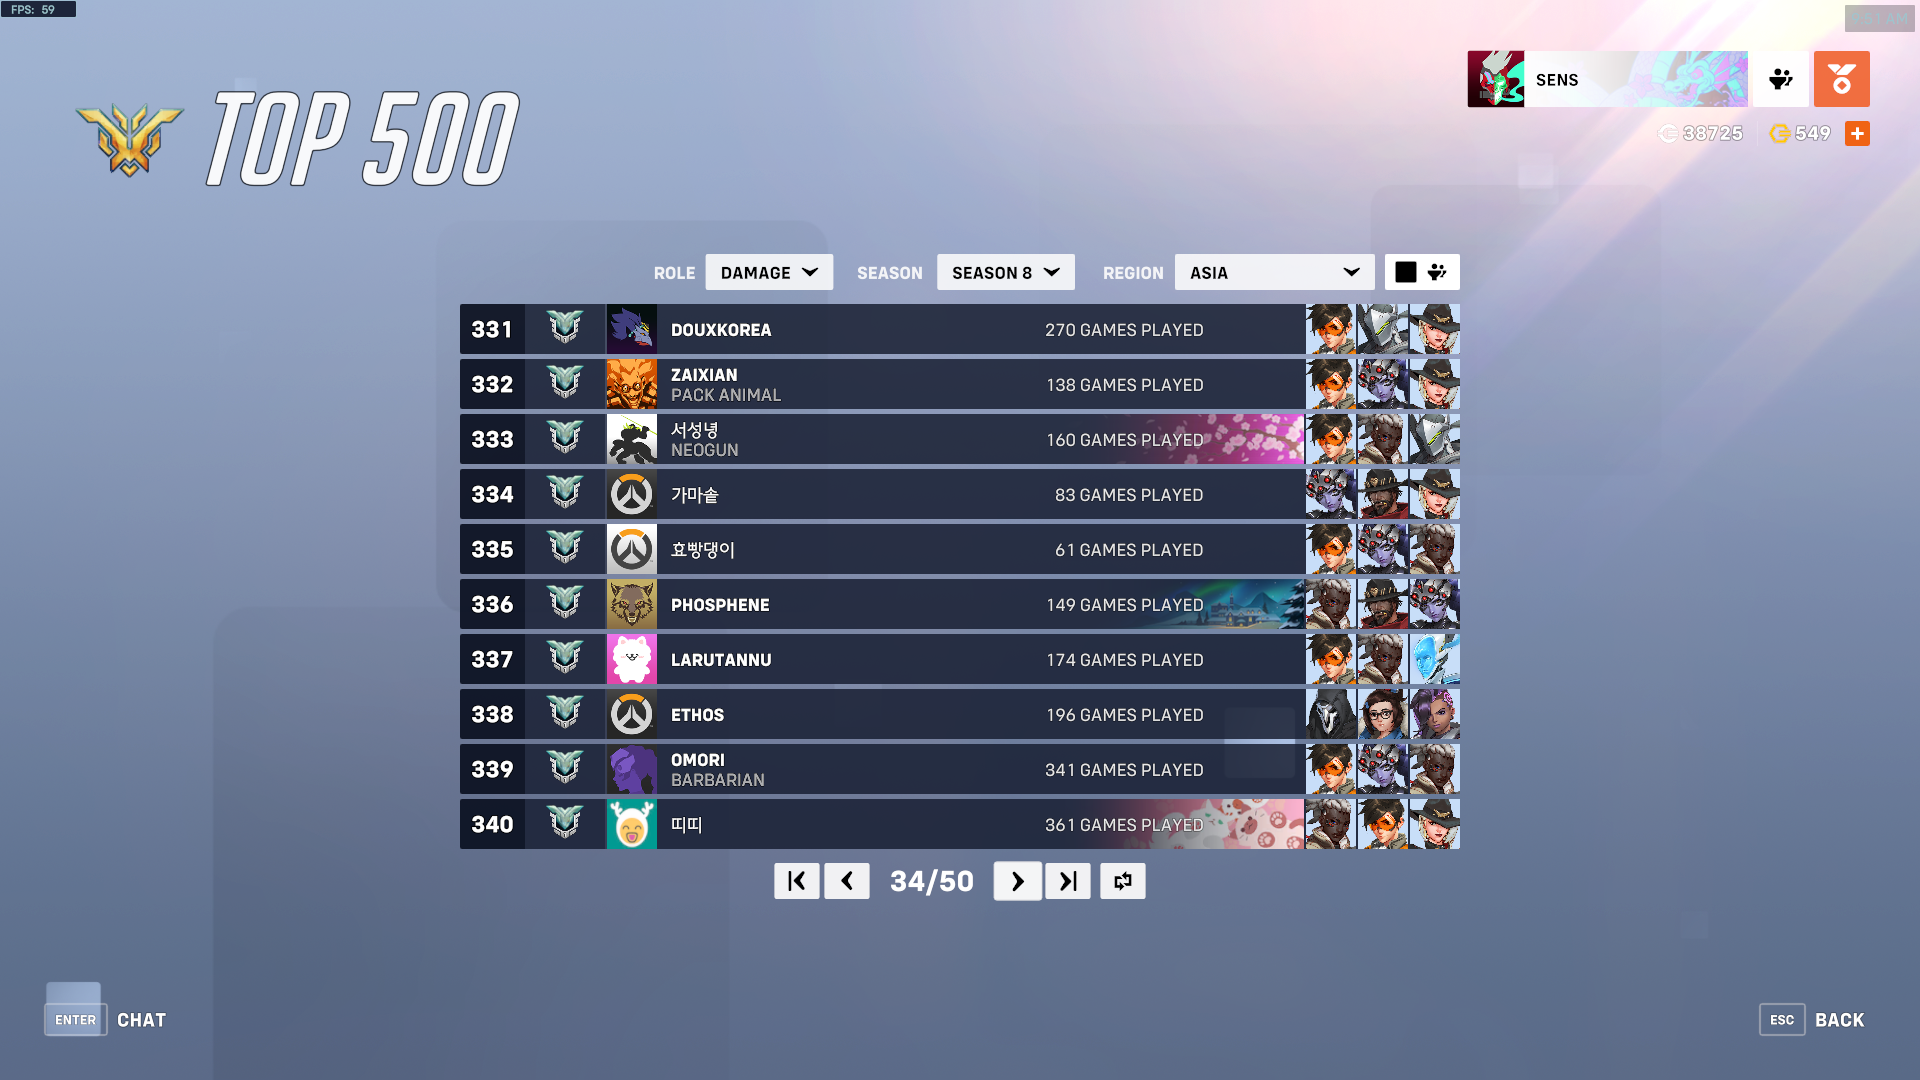 FPS: 59
TOP 500
SENS
38725
549
ROLE DAMAGE SEASON SEASON 8 REGION ASIA
331 DOUXKOREA 270 GAMES PLAYED
332 ZAIXIAN 138 GAMES PLAYED
PACK ANIMAL
333 서성녕 160 GAMES PLAYED
NEOGUN
334 가마솥 83 GAMES PLAYED
335 효빵댕이 61 GAMES PLAYED
336 PHOSPHENE 149 GAMES PLAYED
337 LARUTANNU 174 GAMES PLAYED
338 ETHOS 196 GAMES PLAYED
339 OMORI 341 GAMES PLAYED
BARBARIAN
340 띠띠 361 GAMES PLAYED
34/50
ENTER CHAT
ESC BACK